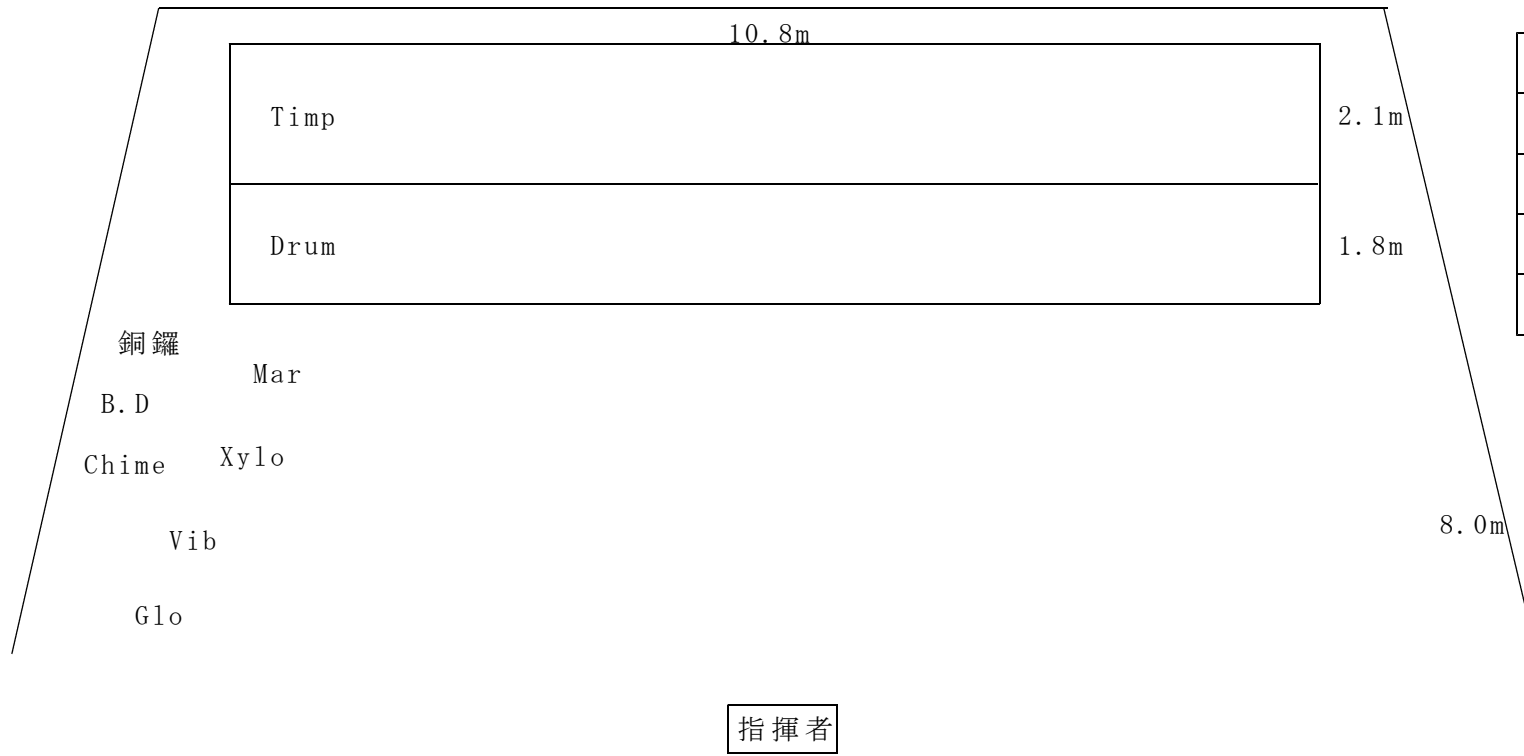 10.8m
Timp
2.1m
Drum
1.8m
銅鑼
Mar
B.D
Chime
Xylo
8.0m
Vib
Glo
指揮者